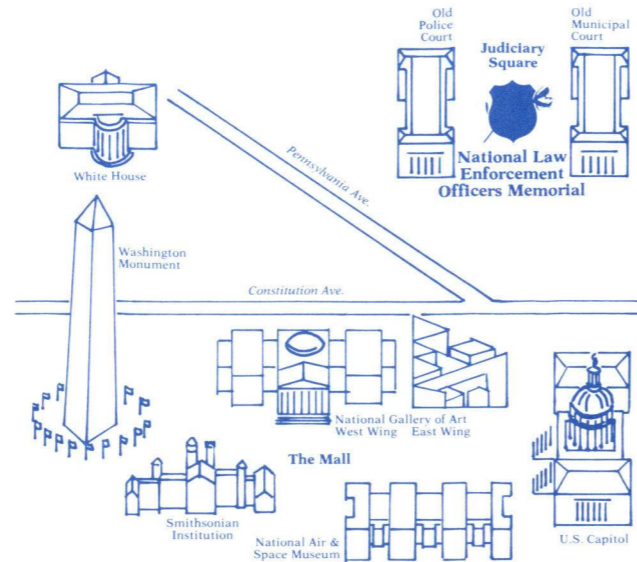 Old
Police
Court
Old
Municipal
Court
Judiciary
Square
National Law
Enforcement
Officers Memorial
White House
Pennsylvania Ave.
Washington
Monument
Constitution Ave.
National Gallery of Art
West Wing East Wing
The Mall
Smithsonian
Institution
National Air &
Space Museum
U.S. Capitol